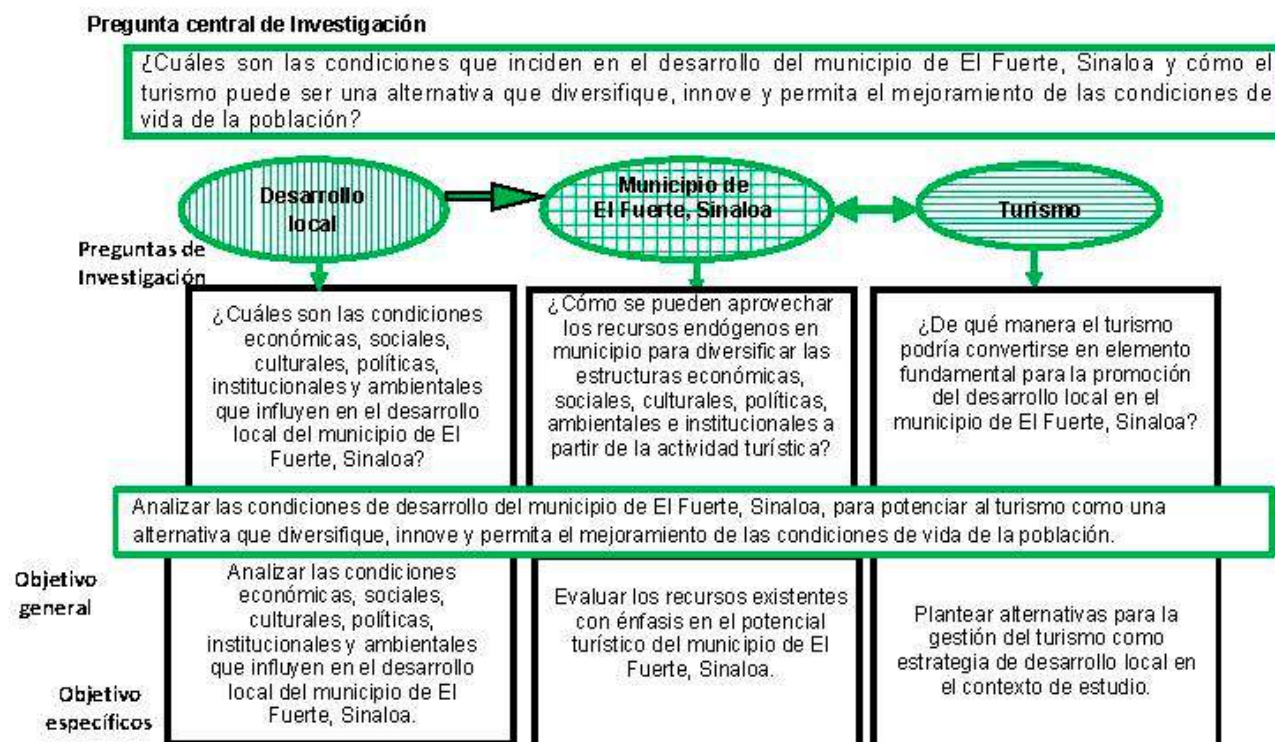 Pregunta central de Investigación
¿Cuáles son las condiciones que inciden en el desarrollo del municipio de El Fuerte, Sinaloa y cómo el
turismo puede ser una alternativa que diversifique, innove y permita el mejoramiento de las condiciones de
vida de la población?
Desarrollo
local
Municipio de
El Fuerte, Sinaloa
Turismo
Preguntas de
Investigación
¿Cuáles son las condiciones
económicas, sociales,
culturales, políticas,
institucionales y ambientales
que influyen en el desarrollo
local del municipio de El
Fuerte, Sinaloa?
¿Cómo se pueden aprovechar
los recursos endógenos en
municipio para diversificar las
estructuras económicas,
sociales, culturales, políticas,
ambientales e institucionales a
partir de la actividad turística?
¿De qué manera el turismo
podría convertirse en elemento
fundamental para la promoción
del desarrollo local en el
municipio de El Fuerte, Sinaloa?
Analizar las condiciones de desarrollo del municipio de El Fuerte, Sinaloa, para potenciar al turismo como una
alternativa que diversifique, innove y permita el mejoramiento de las condiciones de vida de la población.
Objetivo
general
Analizar las condiciones
económicas, sociales,
culturales, políticas,
institucionales y ambientales
que influyen en el desarrollo
local del municipio de El
Fuerte, Sinaloa.
Evaluar los recursos existentes
con énfasis en el potencial
turístico del municipio de El
Fuerte, Sinaloa.
Plantear alternativas para la
gestión del turismo como
estrategia de desarrollo local en
el contexto de estudio.
Objetivo
específicos